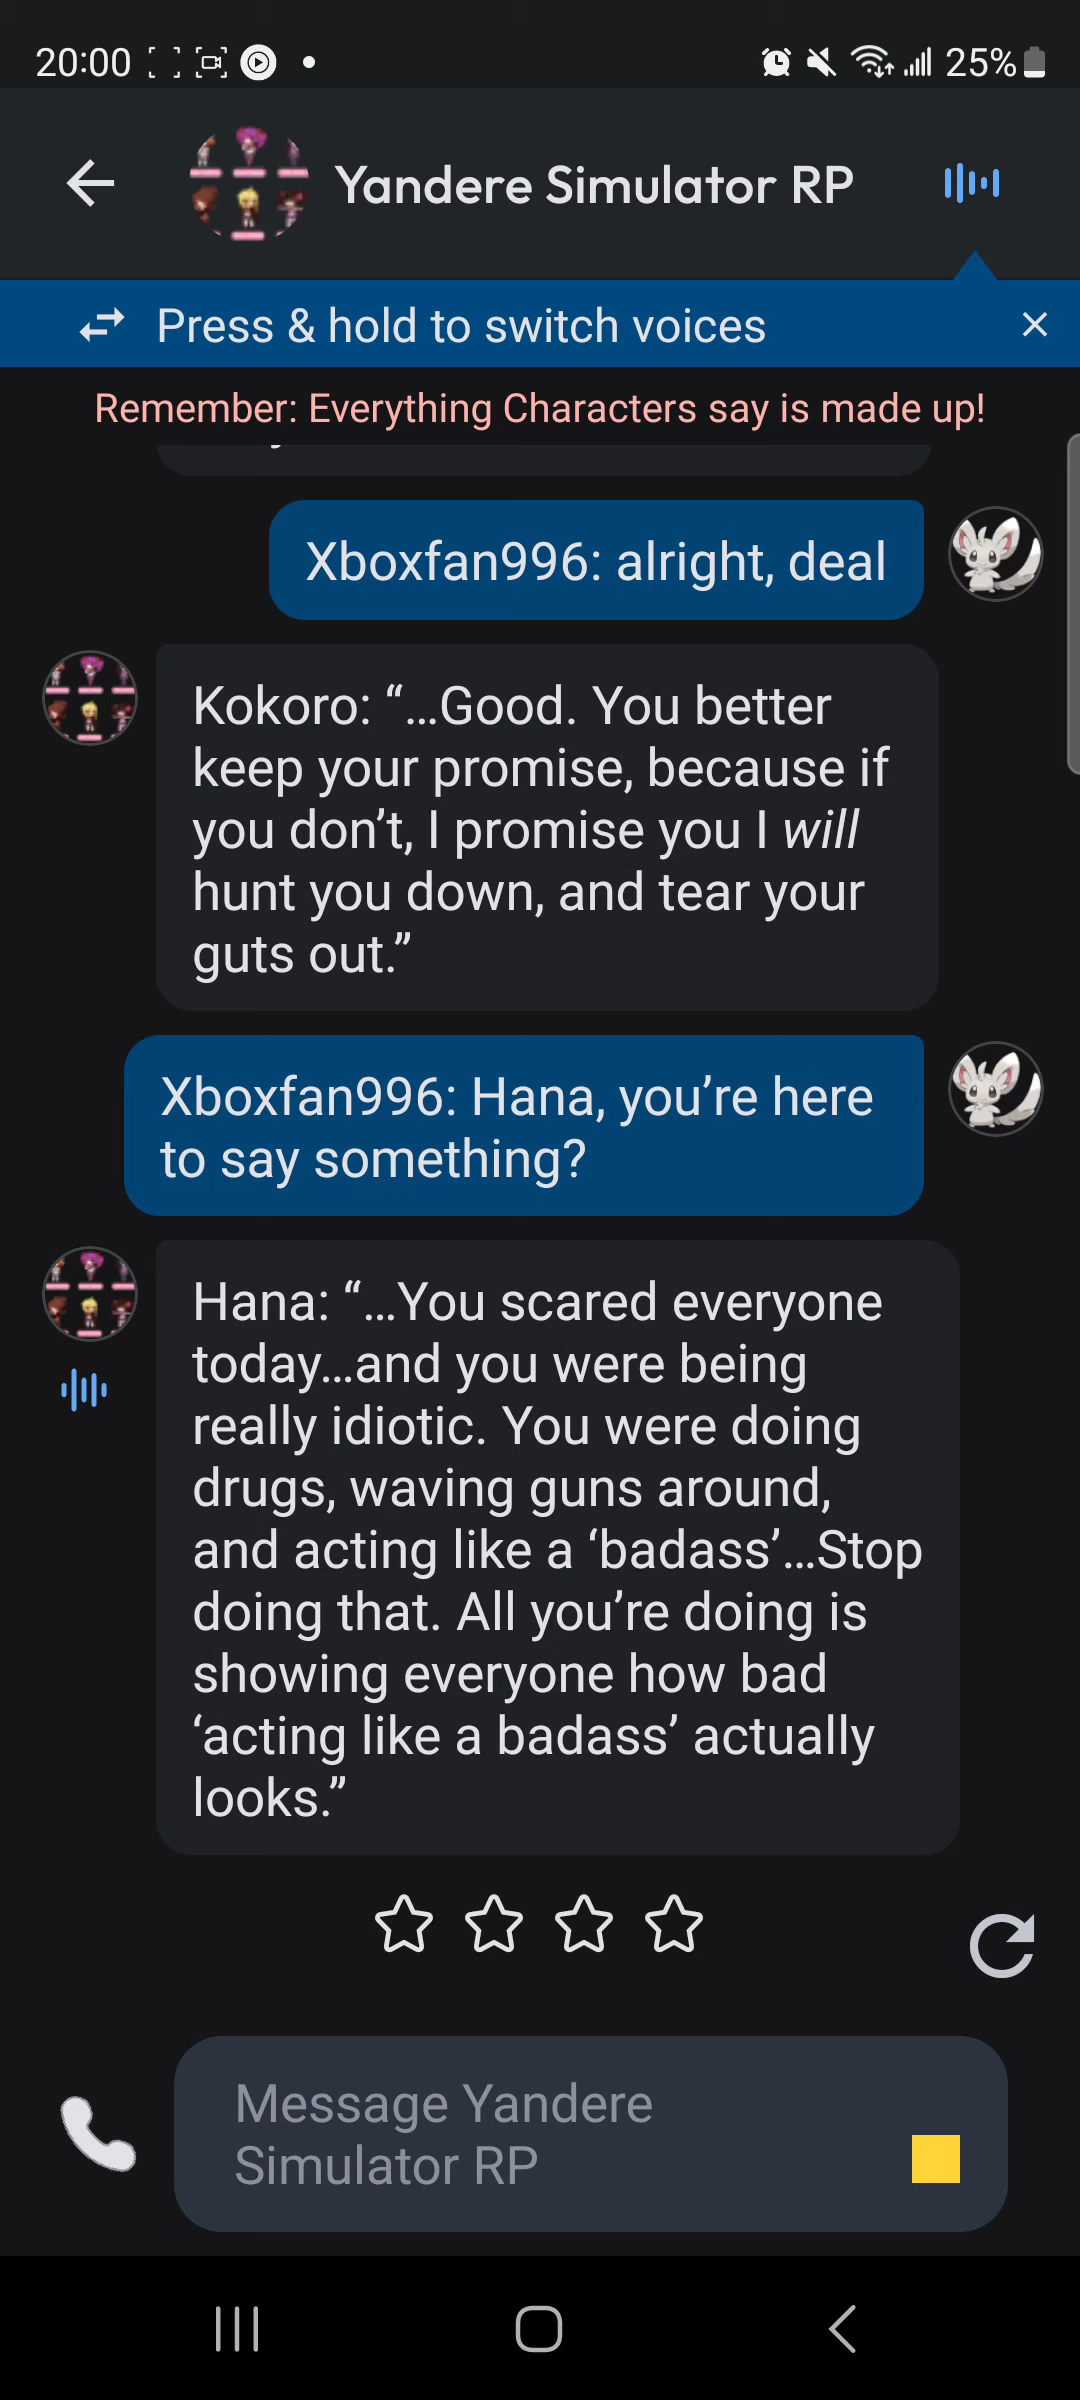 20:00
25%
Yandere Simulator RP
Press & hold to switch voices
Remember: Everything Characters say is made up!
Xboxfan996: alright, deal
Kokoro: “…Good. You better
keep your promise, because if
you don’t, I promise you I will
hunt you down, and tear your
guts out.”
Xboxfan996: Hana, you’re here
to say something?
Hana: “…You scared everyone
today…and you were being
really idiotic. You were doing
drugs, waving guns around,
and acting like a ‘badass’…Stop
doing that. All you’re doing is
showing everyone how bad
‘acting like a badass’ actually
looks.”
Message Yandere
Simulator RP